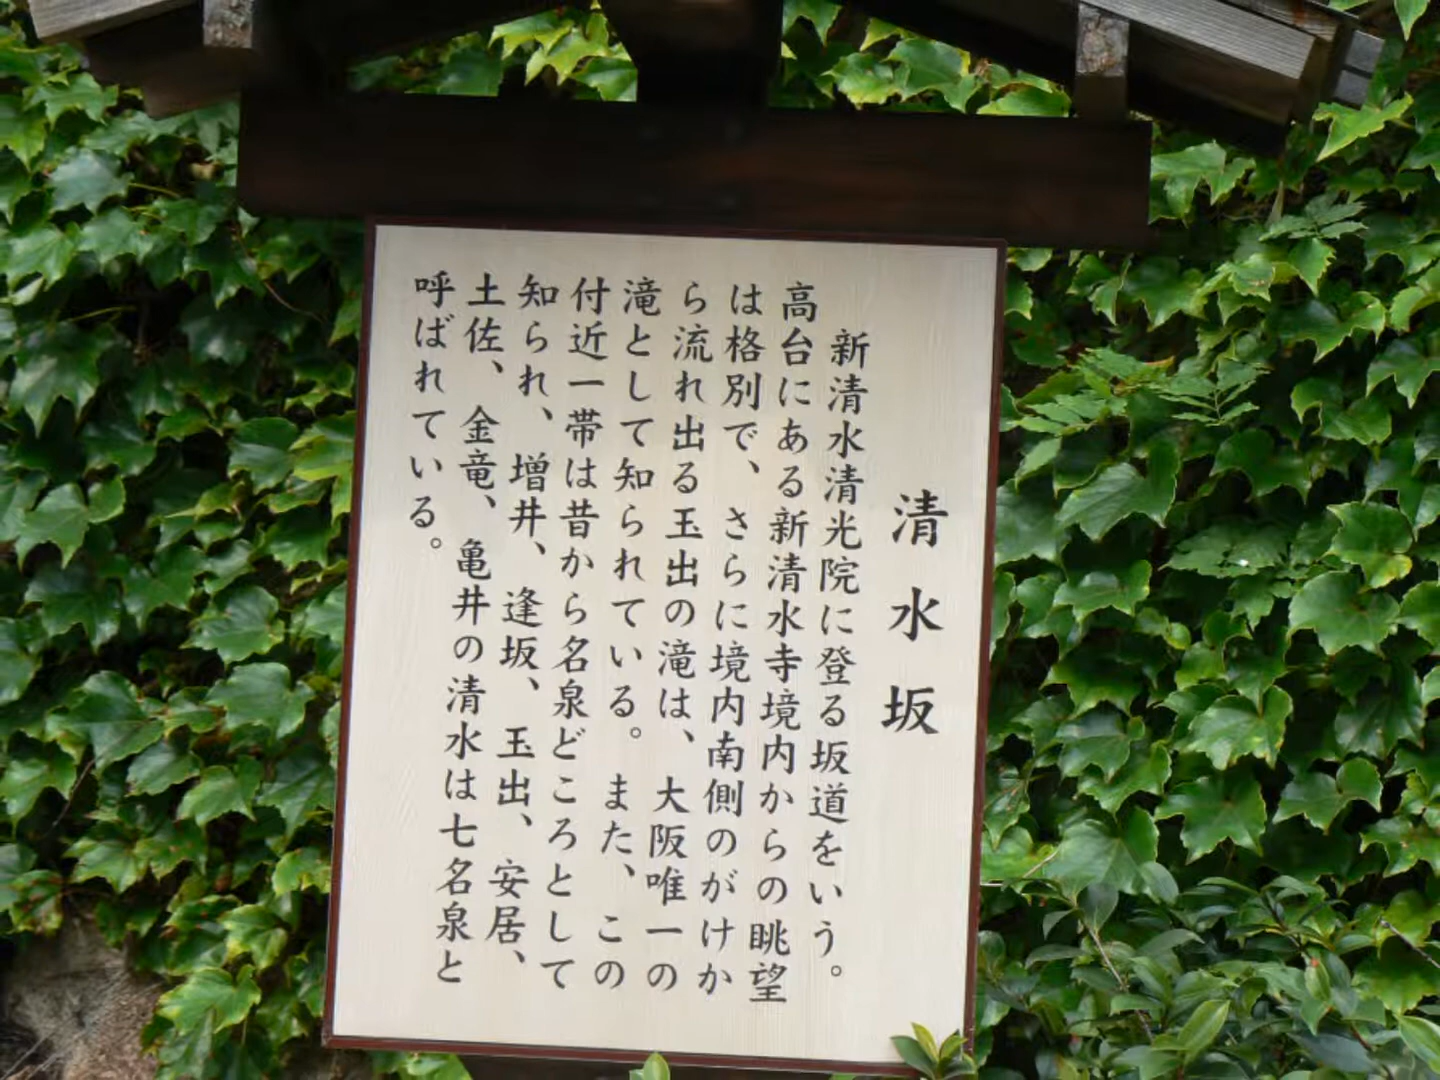 清水坂
新清水清光院に登る坂道をいう。
高台にある新清水寺境内からの眺望
は格別で、さらに境内南側のがけか
ら流れ出る玉出の滝は、大阪唯一の
滝として知られている。また、この
付近一帯は昔から名泉どころとして
知られ、増井、逢坂、玉出、安居、
土佐、金竜、亀井の清水は七名泉と
呼ばれている。